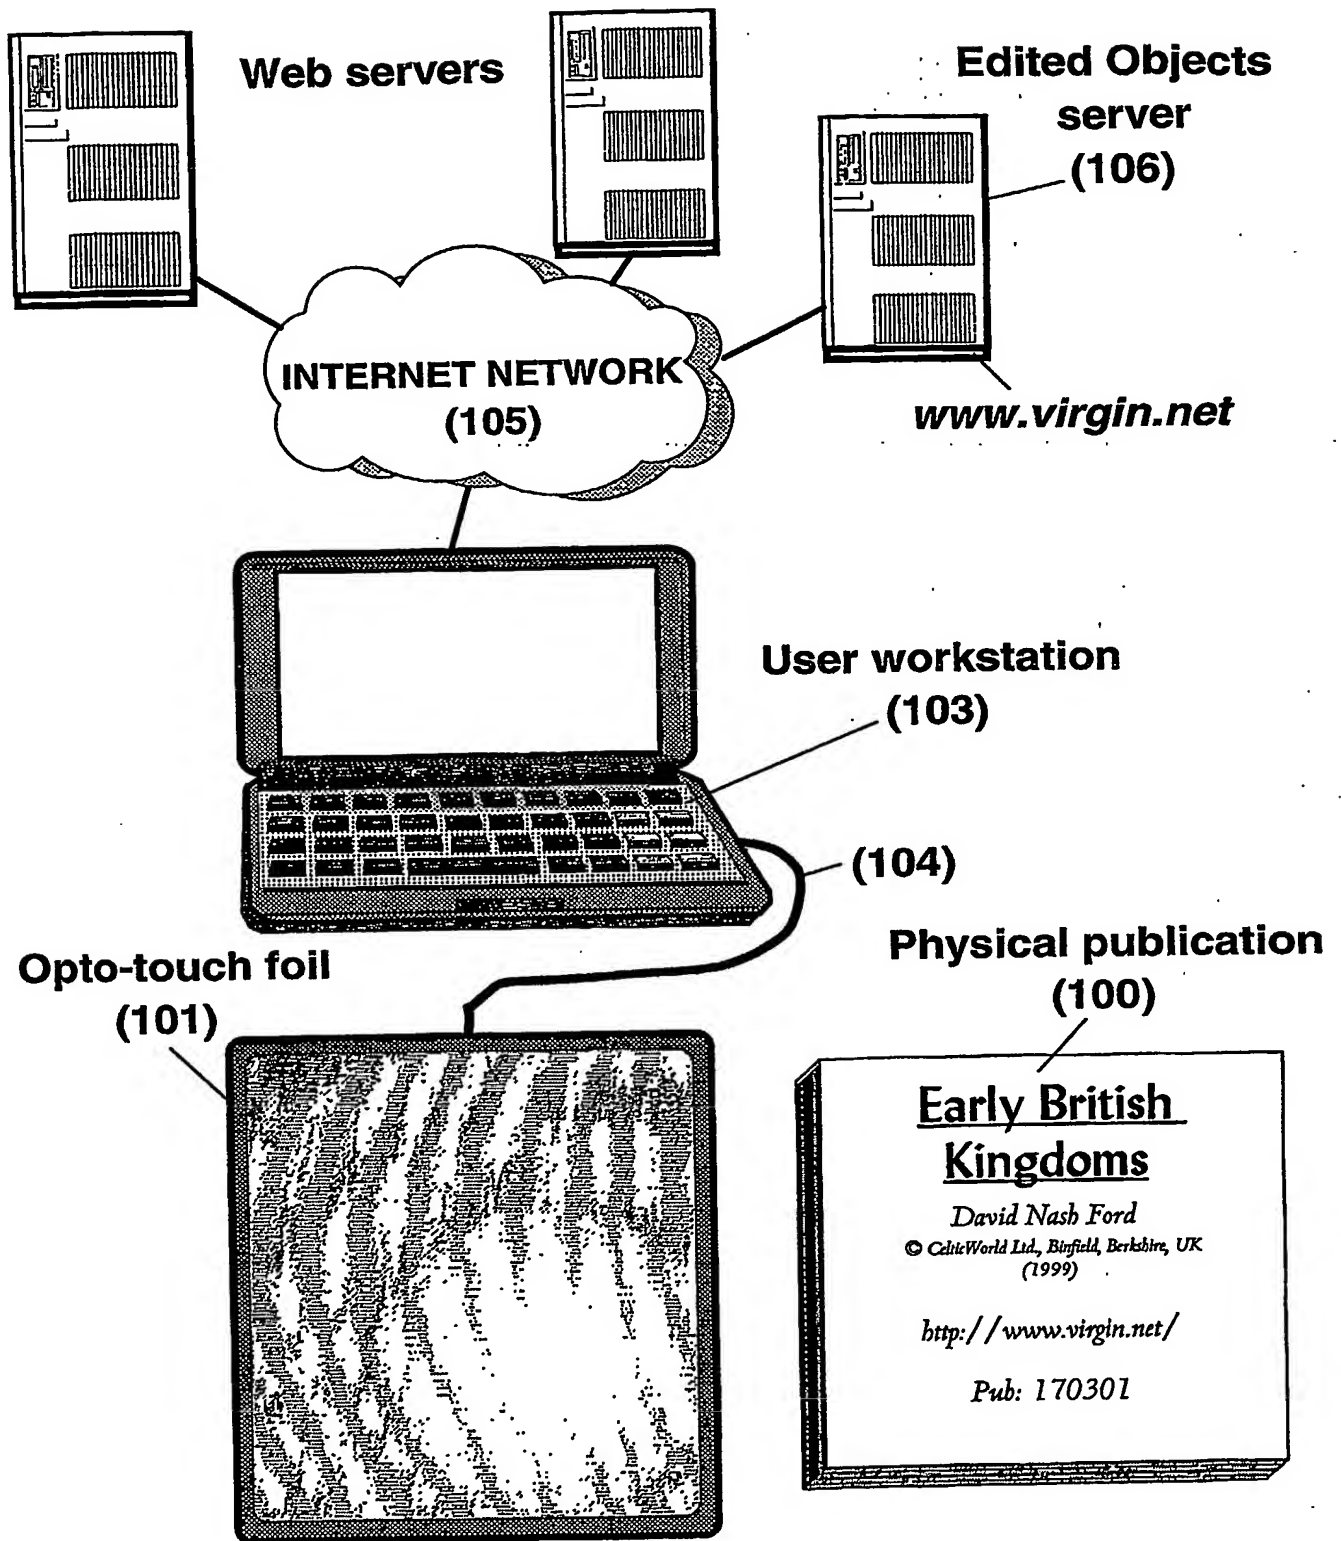 Web servers
Edited Objects
server
(106)
INTERNET NETWORK
(105)
www.virgin.net
User workstation
(103)
(104)
Opto-touch foil
(101)
Physical publication
(100)
Early British
Kingdoms
David Nash Ford
© CelticWorld Ltd., Binfield, Berkshire, UK
(1999)
http://www.virgin.net/
Pub: 170301